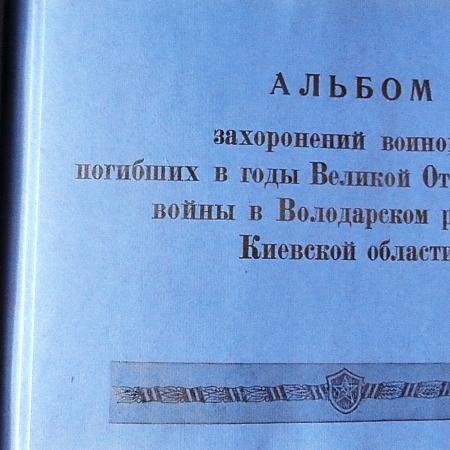 АЛЬБОМ
захоронений воино
погибших в годы Великой От
войны в Володарском р
Киевской области